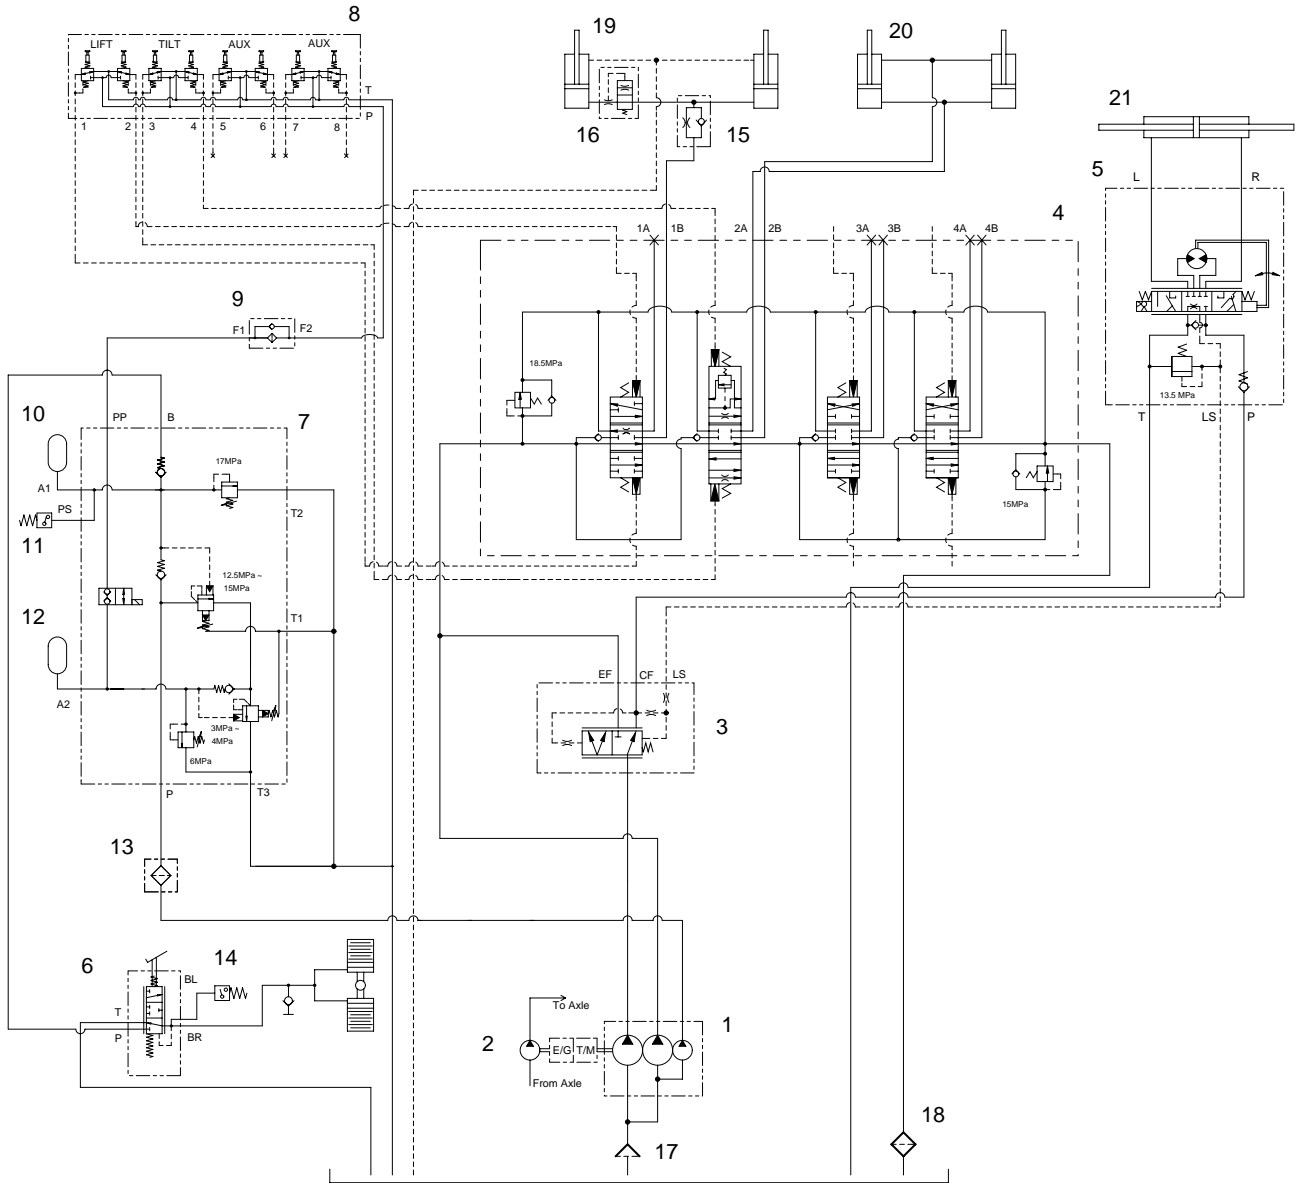 8
19
20
21
LIFT TILT AUX AUX
T
P
1 2 3 4 5 6 7 8
16
15
5
L R
4
1A 1B 2A 2B 3A 3B 4A 4B
9
F1 F2
18.5MPa
13.5 MPa
T LS P
10
PP B
7
17MPa
A1
PS
T2
11
15MPa
12.5MPa ~
15MPa
12
T1
A2
3MPa ~
4MPa
6MPa
EF CF LS
3
P T3
13
6
14
BL
T
P
BR
To Axle
2
E/G T/M
1
From Axle
17
18